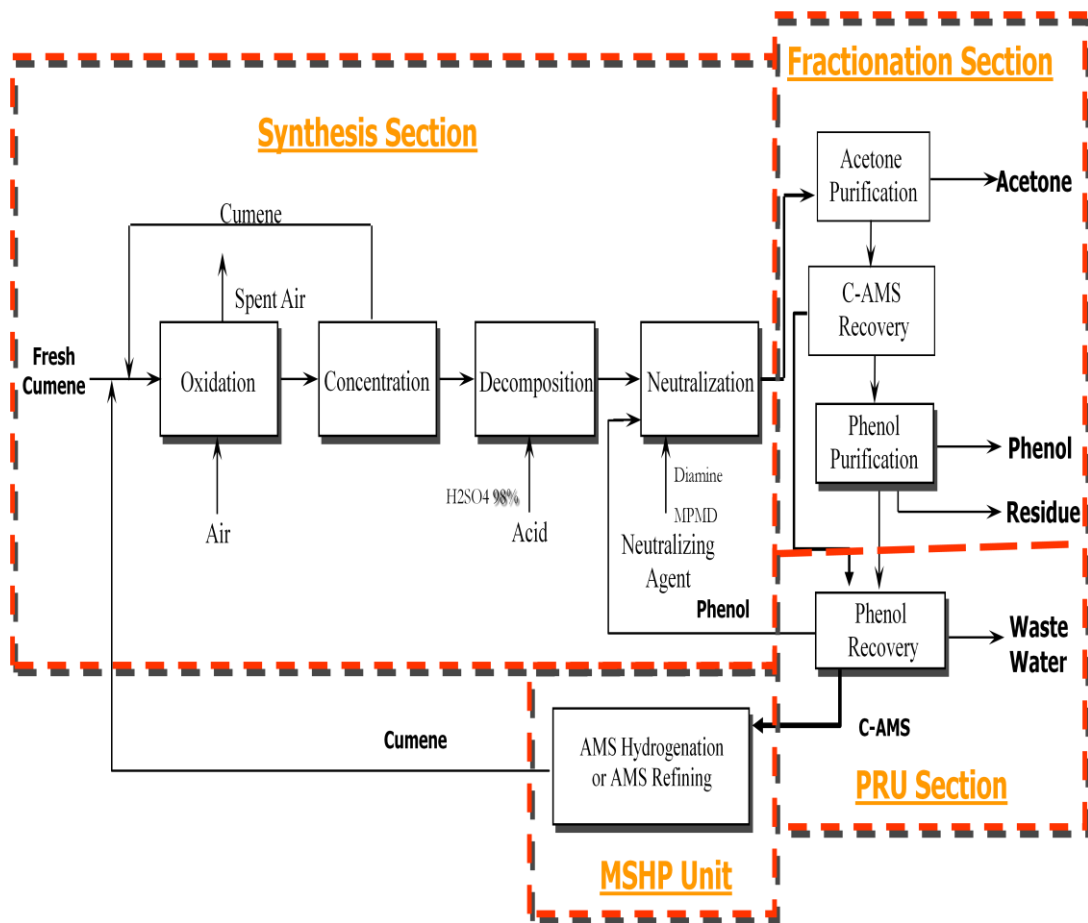 Fractionation Section
Synthesis Section
Acetone
Purification
Acetone
Cumene
Spent Air
C-AMS
Recovery
Fresh
Cumene
Oxidation
Concentration
Decomposition
Neutralization
Phenol
Purification
Phenol
Residue
H2SO4 98%
Air
Acid
Diamine
MPMD
Neutralizing
Agent
Phenol
Phenol
Recovery
Waste
Water
C-AMS
Cumene
AMS Hydrogenation
or AMS Refining
PRU Section
MSHP Unit